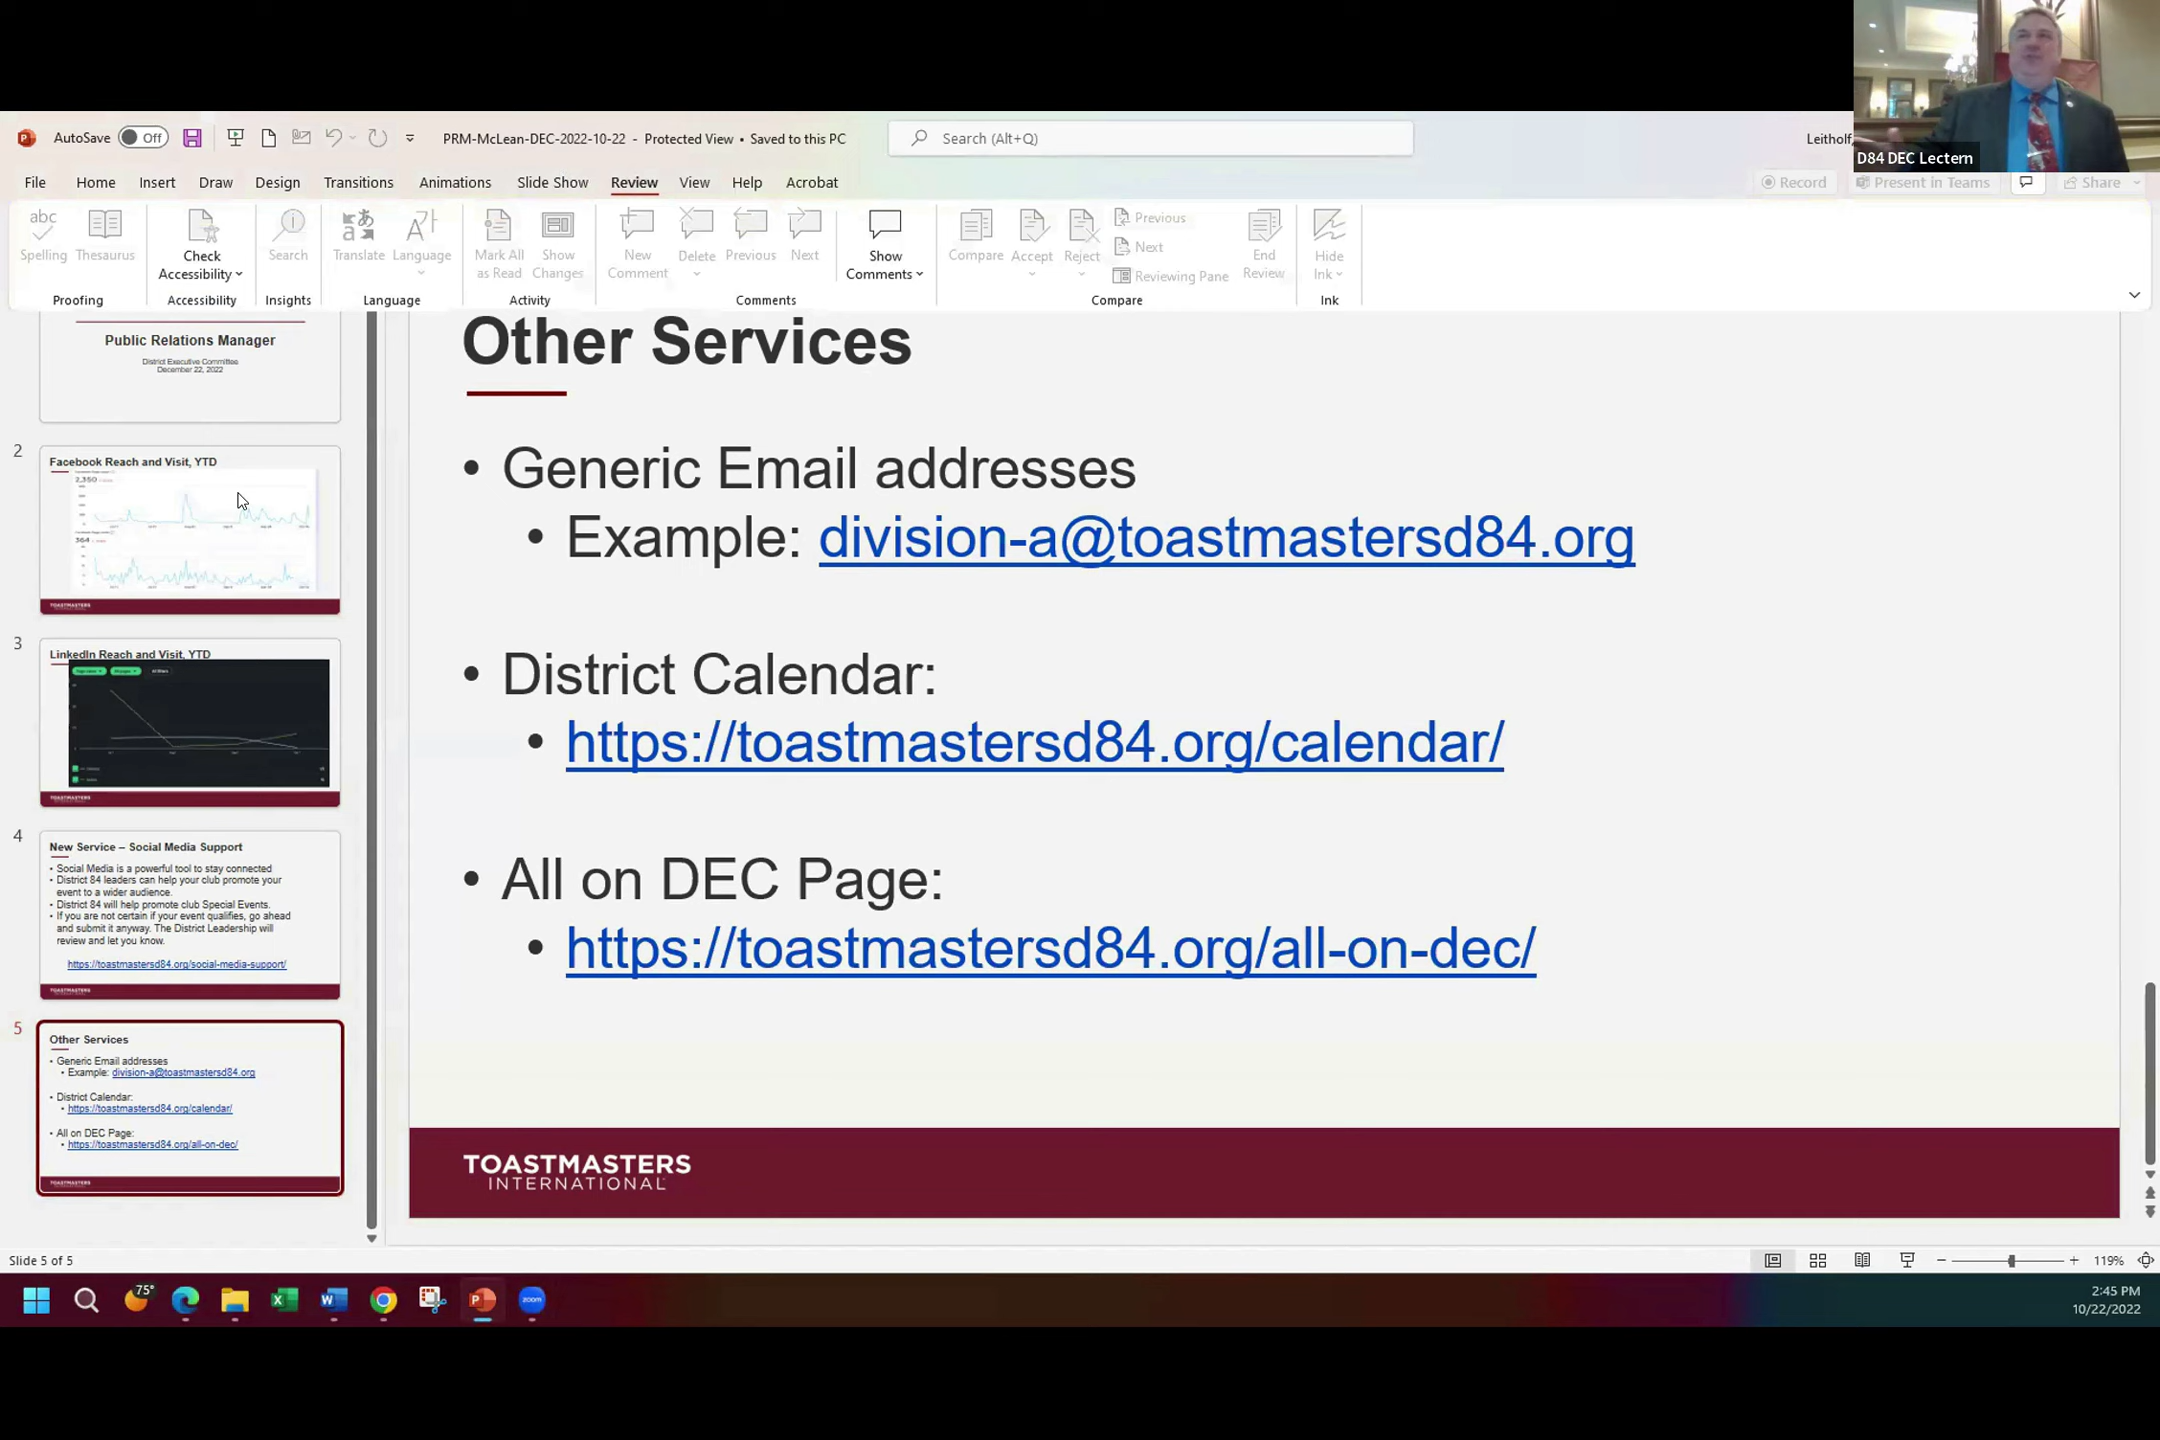 AutoSave Off
PRM-McLean-DEC-2022-10-22 - Protected View • Saved to this PC
Search (Alt+Q)
Leitholf,
D84 DEC Lectern
File Home Insert Draw Design Transitions Animations Slide Show Review View Help Acrobat
Record Present in Teams Share
abc
Spelling Thesaurus
Check
Accessibility
Search
Translate Language
Mark All
as Read
Show
Changes
New
Comment
Delete Previous Next
Show
Comments
Compare Accept Reject
Previous
Next
Reviewing Pane
End
Review
Hide
Ink
Proofing Accessibility Insights Language Activity Comments Compare Ink
Public Relations Manager
District Executive Committee
December 22, 2022
2
Facebook Reach and Visit, YTD
2,350
364
TOASTMASTERS
3
LinkedIn Reach and Visit, YTD
TOASTMASTERS
4
New Service – Social Media Support
• Social Media is a powerful tool to stay connected
• District 84 leaders can help your club promote your
event to a wider audience.
• District 84 will help promote club Special Events.
• If you are not certain if your event qualifies, go ahead
and submit it anyway. The District Leadership will
review and let you know.
https://toastmastersd84.org/social-media-support/
TOASTMASTERS
5
Other Services
• Generic Email addresses
• Example: division-a@toastmastersd84.org
• District Calendar:
• https://toastmastersd84.org/calendar/
• All on DEC Page:
• https://toastmastersd84.org/all-on-dec/
TOASTMASTERS
Other Services
• Generic Email addresses
• Example: division-a@toastmastersd84.org
• District Calendar:
• https://toastmastersd84.org/calendar/
• All on DEC Page:
• https://toastmastersd84.org/all-on-dec/
TOASTMASTERS
INTERNATIONAL
Slide 5 of 5
119%
75°
zoom
2:45 PM
10/22/2022